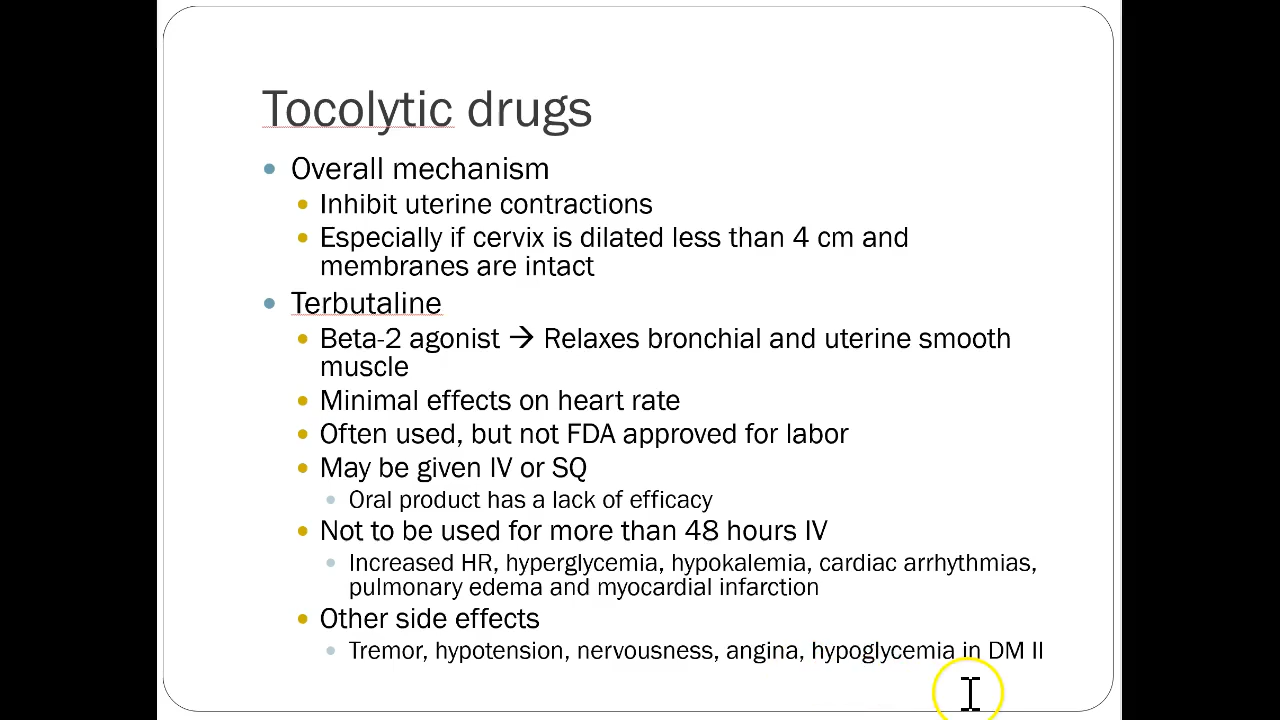 Tocolytic drugs
• Overall mechanism
• Inhibit uterine contractions
• Especially if cervix is dilated less than 4 cm and
membranes are intact
• Terbutaline
• Beta-2 agonist → Relaxes bronchial and uterine smooth
muscle
• Minimal effects on heart rate
• Often used, but not FDA approved for labor
• May be given IV or SQ
• Oral product has a lack of efficacy
• Not to be used for more than 48 hours IV
• Increased HR, hyperglycemia, hypokalemia, cardiac arrhythmias,
pulmonary edema and myocardial infarction
• Other side effects
• Tremor, hypotension, nervousness, angina, hypoglycemia in DM II